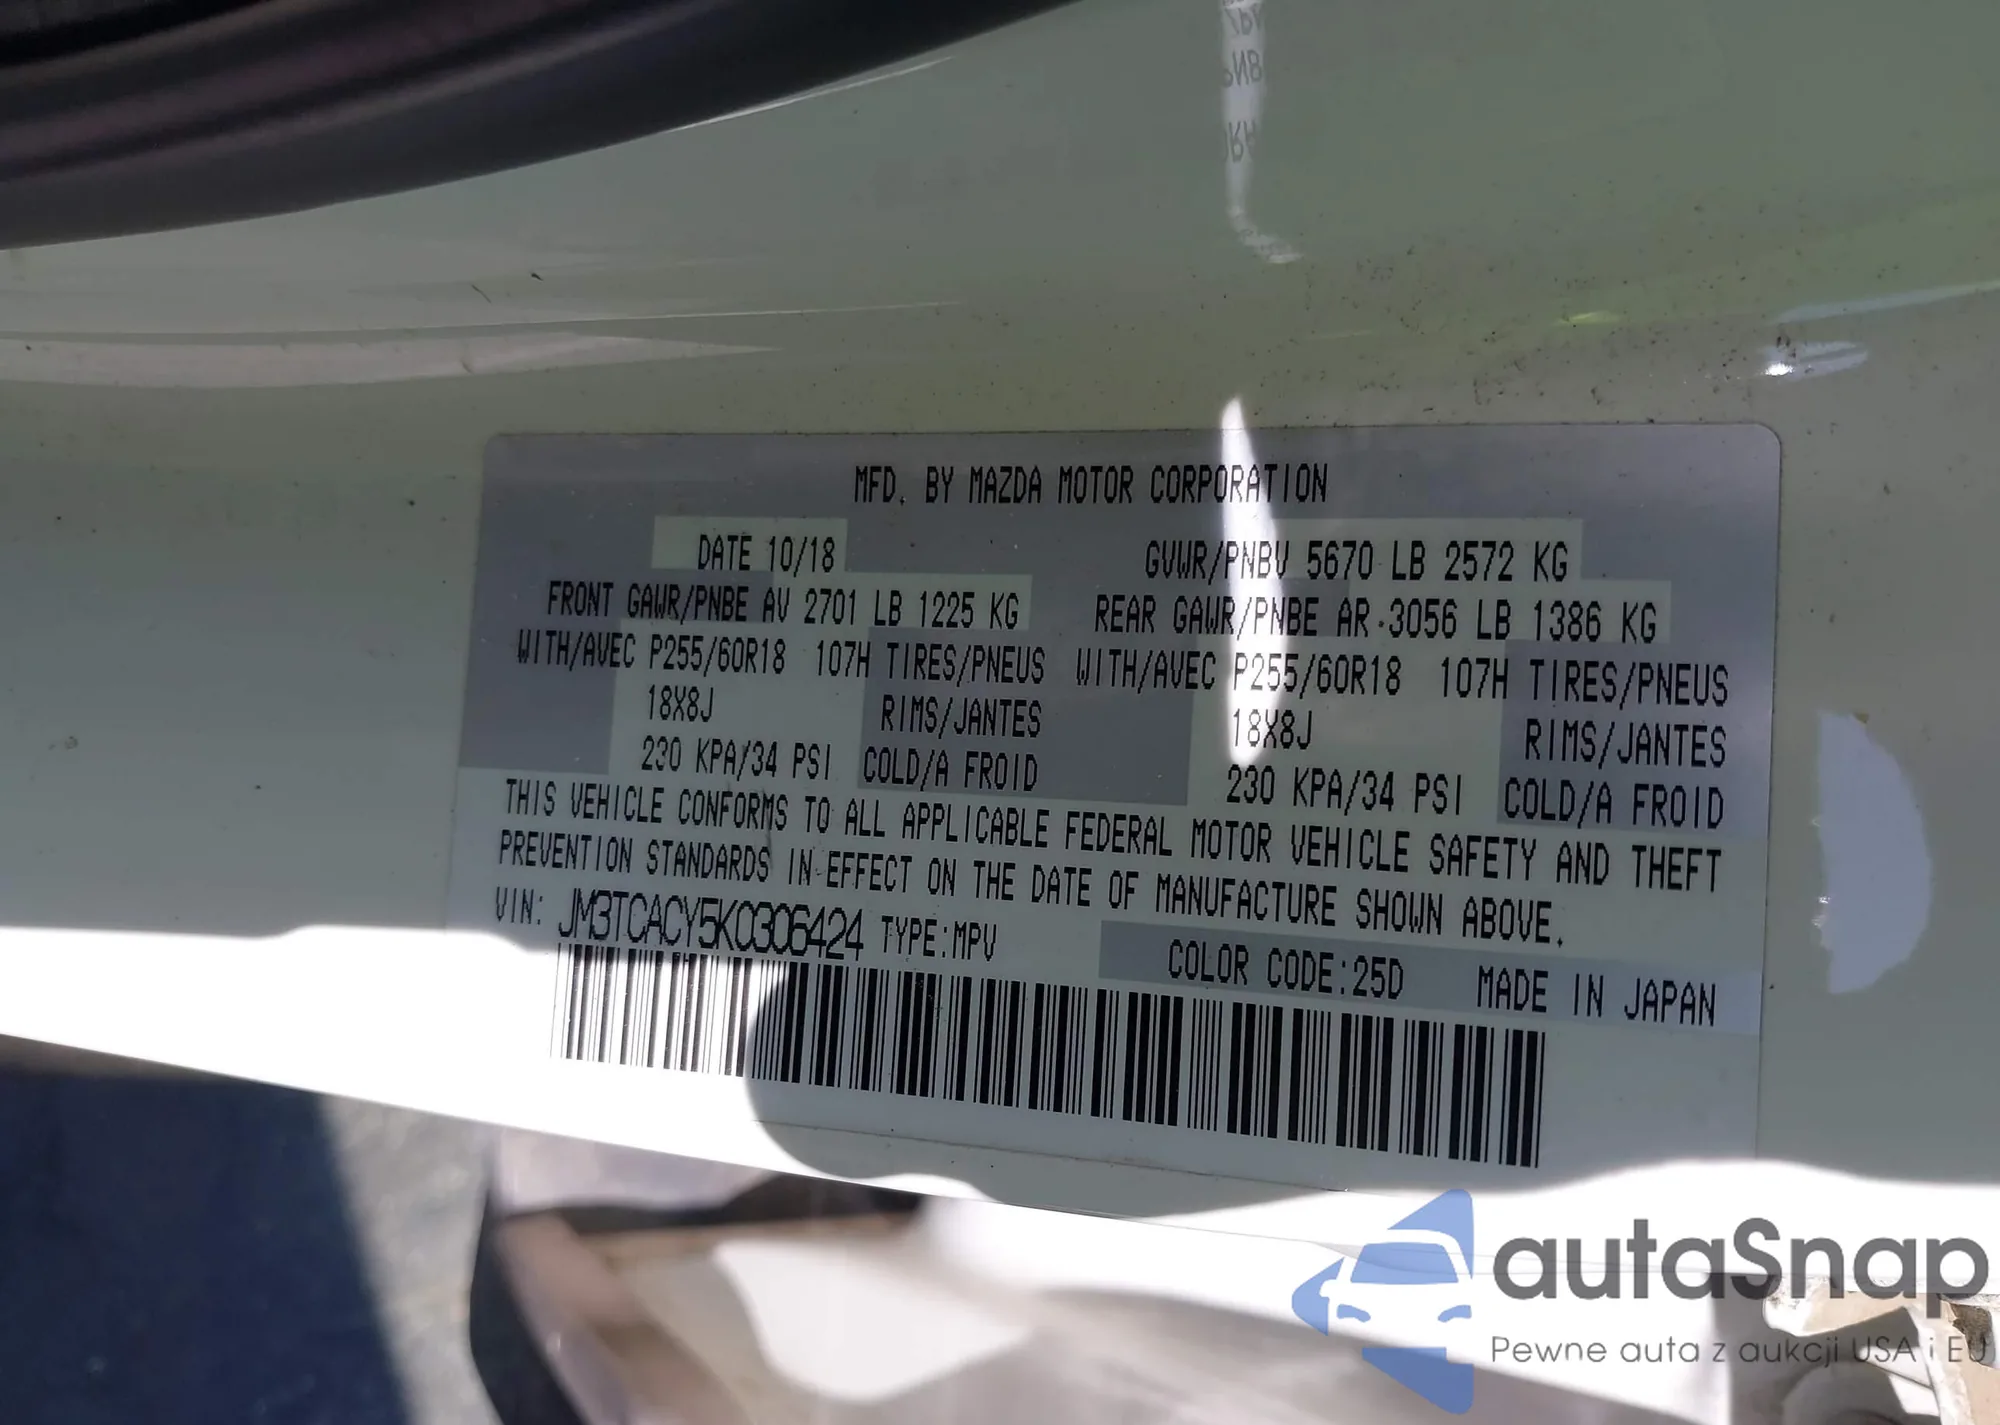 MFD. BY MAZDA MOTOR CORPORATION
DATE 10/18 GVWR/PNBV 5670 LB 2572 KG
FRONT GAWR/PNBE AV 2701 LB 1225 KG REAR GAWR/PNBE AR 3056 LB 1386 KG
WITH/AVEC P255/60R18 107H TIRES/PNEUS WITH/AVEC P255/60R18 107H TIRES/PNEUS
18X8J RIMS/JANTES 18X8J RIMS/JANTES
230 KPA/34 PSI COLD/A FROID 230 KPA/34 PSI COLD/A FROID
THIS VEHICLE CONFORMS TO ALL APPLICABLE FEDERAL MOTOR VEHICLE SAFETY AND THEFT
PREVENTION STANDARDS IN EFFECT ON THE DATE OF MANUFACTURE SHOWN ABOVE.
VIN: JM3TCACY5K0306424 TYPE:MPV COLOR CODE:25D MADE IN JAPAN
autaSnap
Pewne auta z aukcji USA i EU